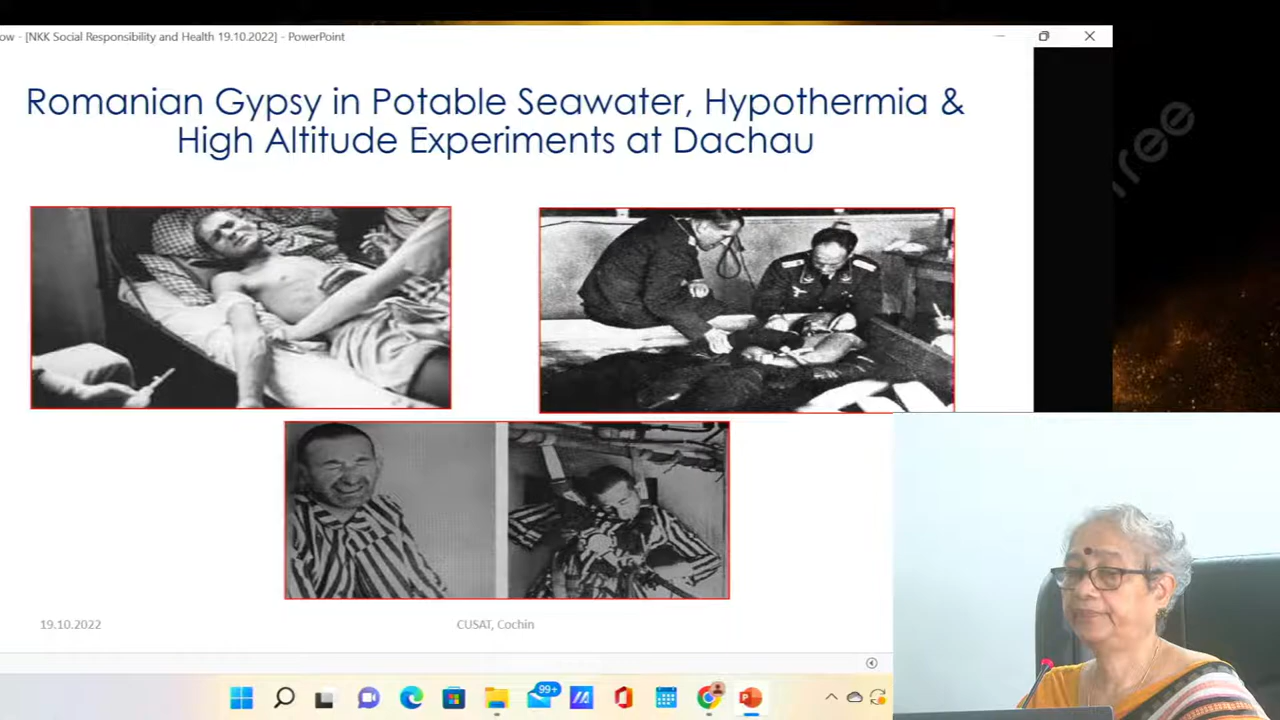 ow - [NKK Social Responsibility and Health 19.10.2022] - PowerPoint
Romanian Gypsy in Potable Seawater, Hypothermia &
High Altitude Experiments at Dachau
ree
19.10.2022
CUSAT, Cochin
99+